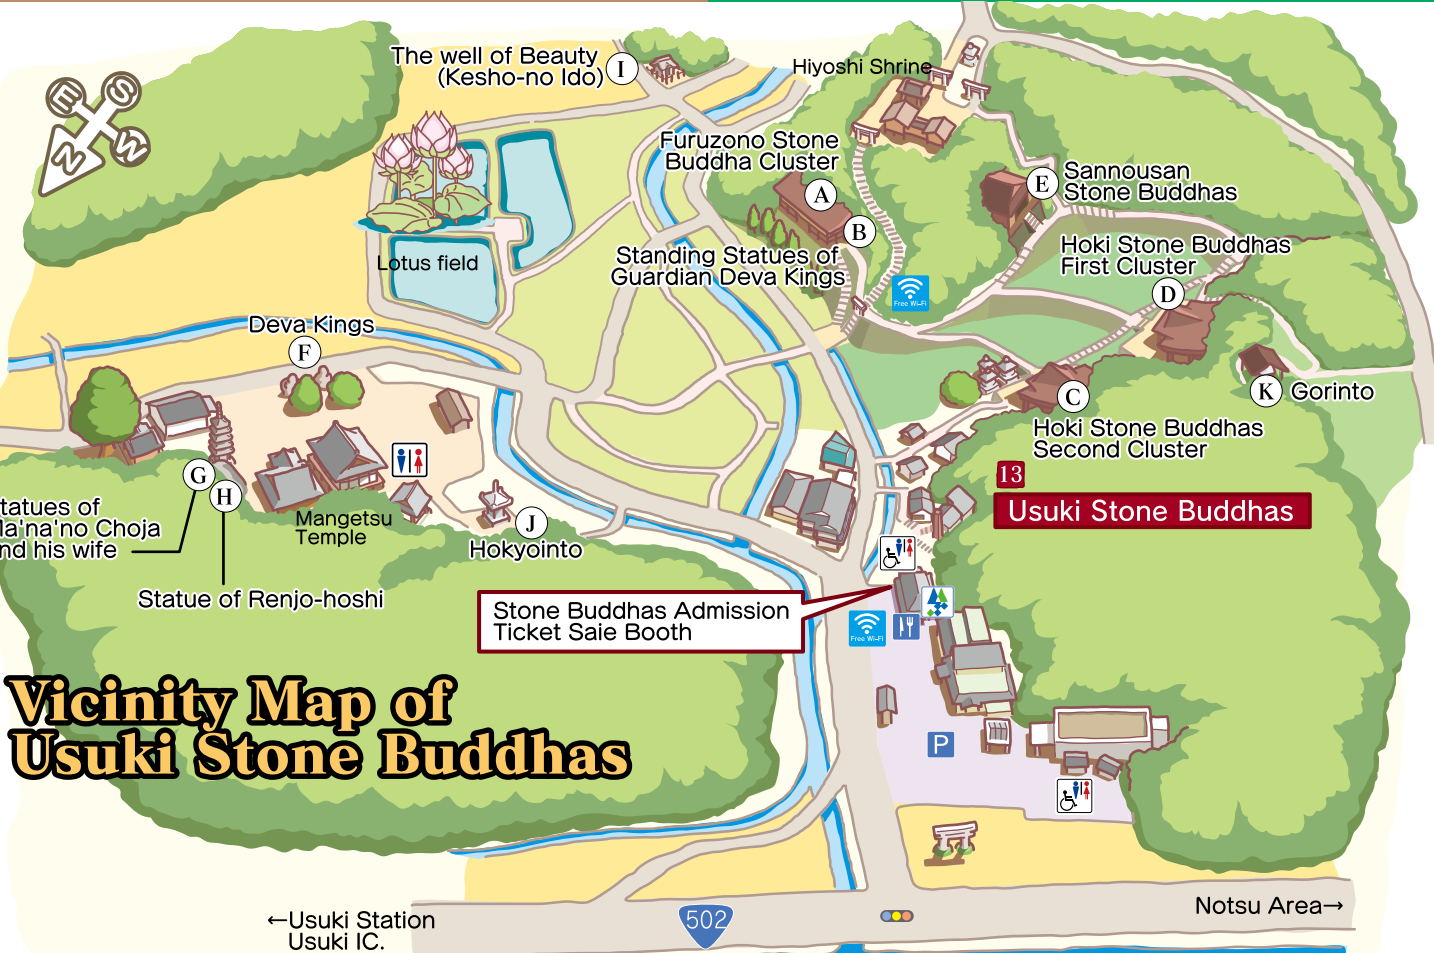 The well of Beauty
(Kesho-no Ido)
I
Hiyoshi Shrine
E
S
N
W
Furuzono Stone
Buddha Cluster
A
B
Sannousan
Stone Buddhas
E
Standing Statues of
Guardian Deva Kings
Hoki Stone Buddhas
First Cluster
D
Lotus field
Free Wi-Fi
Deva Kings
F
C
K
Gorinto
Hoki Stone Buddhas
Second Cluster
13
Usuki Stone Buddhas
G
H
tatues of
la'na'no Choja
nd his wife
Mangetsu
Temple
J
Hokyointo
Statue of Renjo-hoshi
Stone Buddhas Admission
Ticket Saie Booth
Free Wi-Fi
Vicinity Map of
Usuki Stone Buddhas
P
←Usuki Station
Usuki IC.
502
Notsu Area→